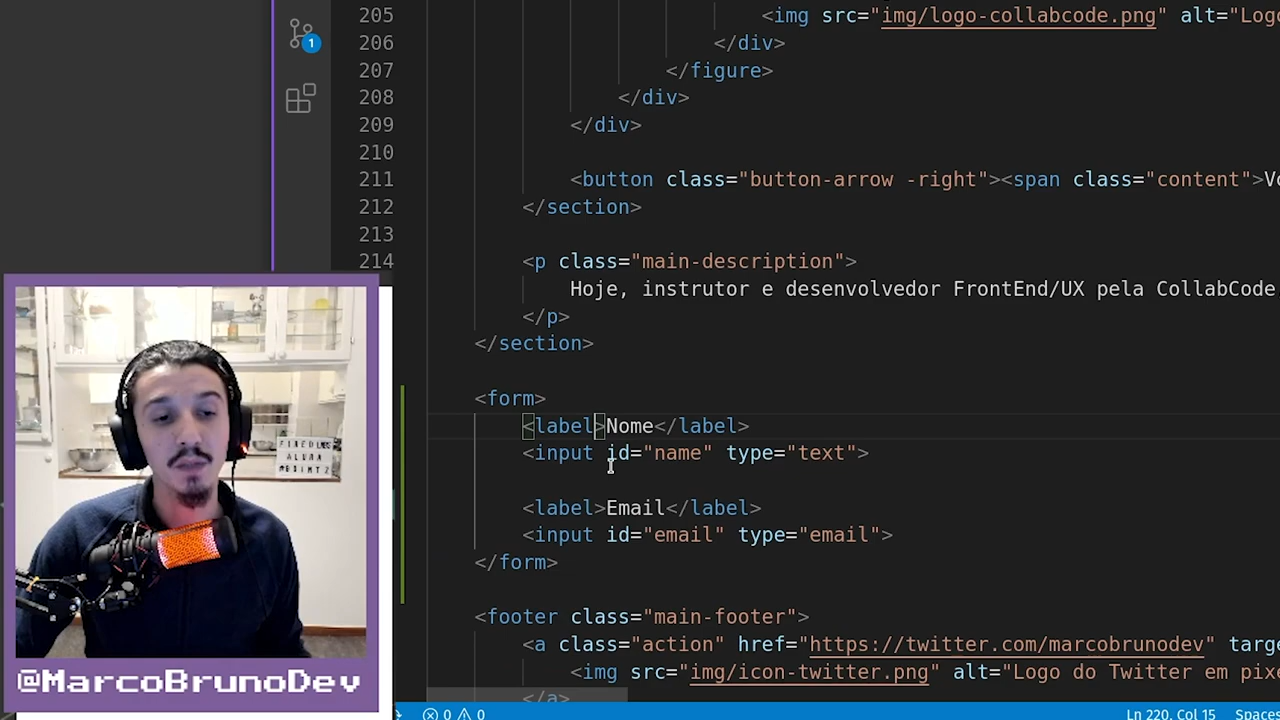 205 <img src="img/logo-collabcode.png" alt="Logo
1
206 </div>
207 </figure>
208 </div>
209 </div>
210
211 <button class="button-arrow -right"><span class="content">Vo
212 </section>
213
214 <p class="main-description">
Hoje, instrutor e desenvolvedor FrontEnd/UX pela CollabCode
</p>
</section>
<form>
<label>Nome</label>
<input id="name" type="text">
<label>Email</label>
<input id="email" type="email">
</form>
<footer class="main-footer">
<a class="action" href="https://twitter.com/marcobrunodev" targe
<img src="img/icon-twitter.png" alt="Logo do Twitter em pixe
</a>
@MarcoBrunoDev
0 0 Ln 220, Col 15 Spaces